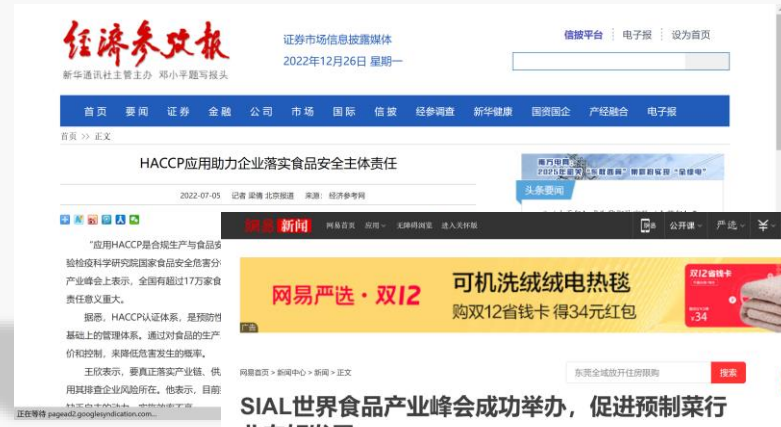 经济参考报
新华通讯社主管主办 邓小平题写报头
证券市场信息披露媒体
2022年12月26日 星期一
信披平台 电子报 设为首页
首页 要闻 证券 金融 公司 市场 国际 信披 经参调查 新华健康 国资国企 产经融合 电子报
首页 >> 正文
HACCP应用助力企业落实食品安全主体责任
2022-07-05 记者 梁倩 北京报道 来源：经济参考网
南方电网：
头条要闻
“应用HACCP是合规生产与食品安
验检疫科学研究院国家食品安全危害分
产业峰会上表示，全国有超过17万家食
责任意义重大。
据悉，HACCP认证体系，是预防性
基础上的管理体系。通过对食品的生产
价和控制，来降低危害发生的概率。
王欣表示，要真正落实产业链、供
用其排查企业风险所在。他表示，目前
正在等待 pagead2.googlesyndication.com...
网易新闻 网易首页 应用 无障碍浏览 进入关怀版
公开课 严选
网易严选·双12
可机洗绒绒电热毯
购双12省钱卡 得34元红包
双12省钱卡
¥34
广告
网易首页 > 新闻中心 > 新闻 > 正文
东莞全域放开住房限购 搜索
SIAL世界食品产业峰会成功举办，促进预制菜行